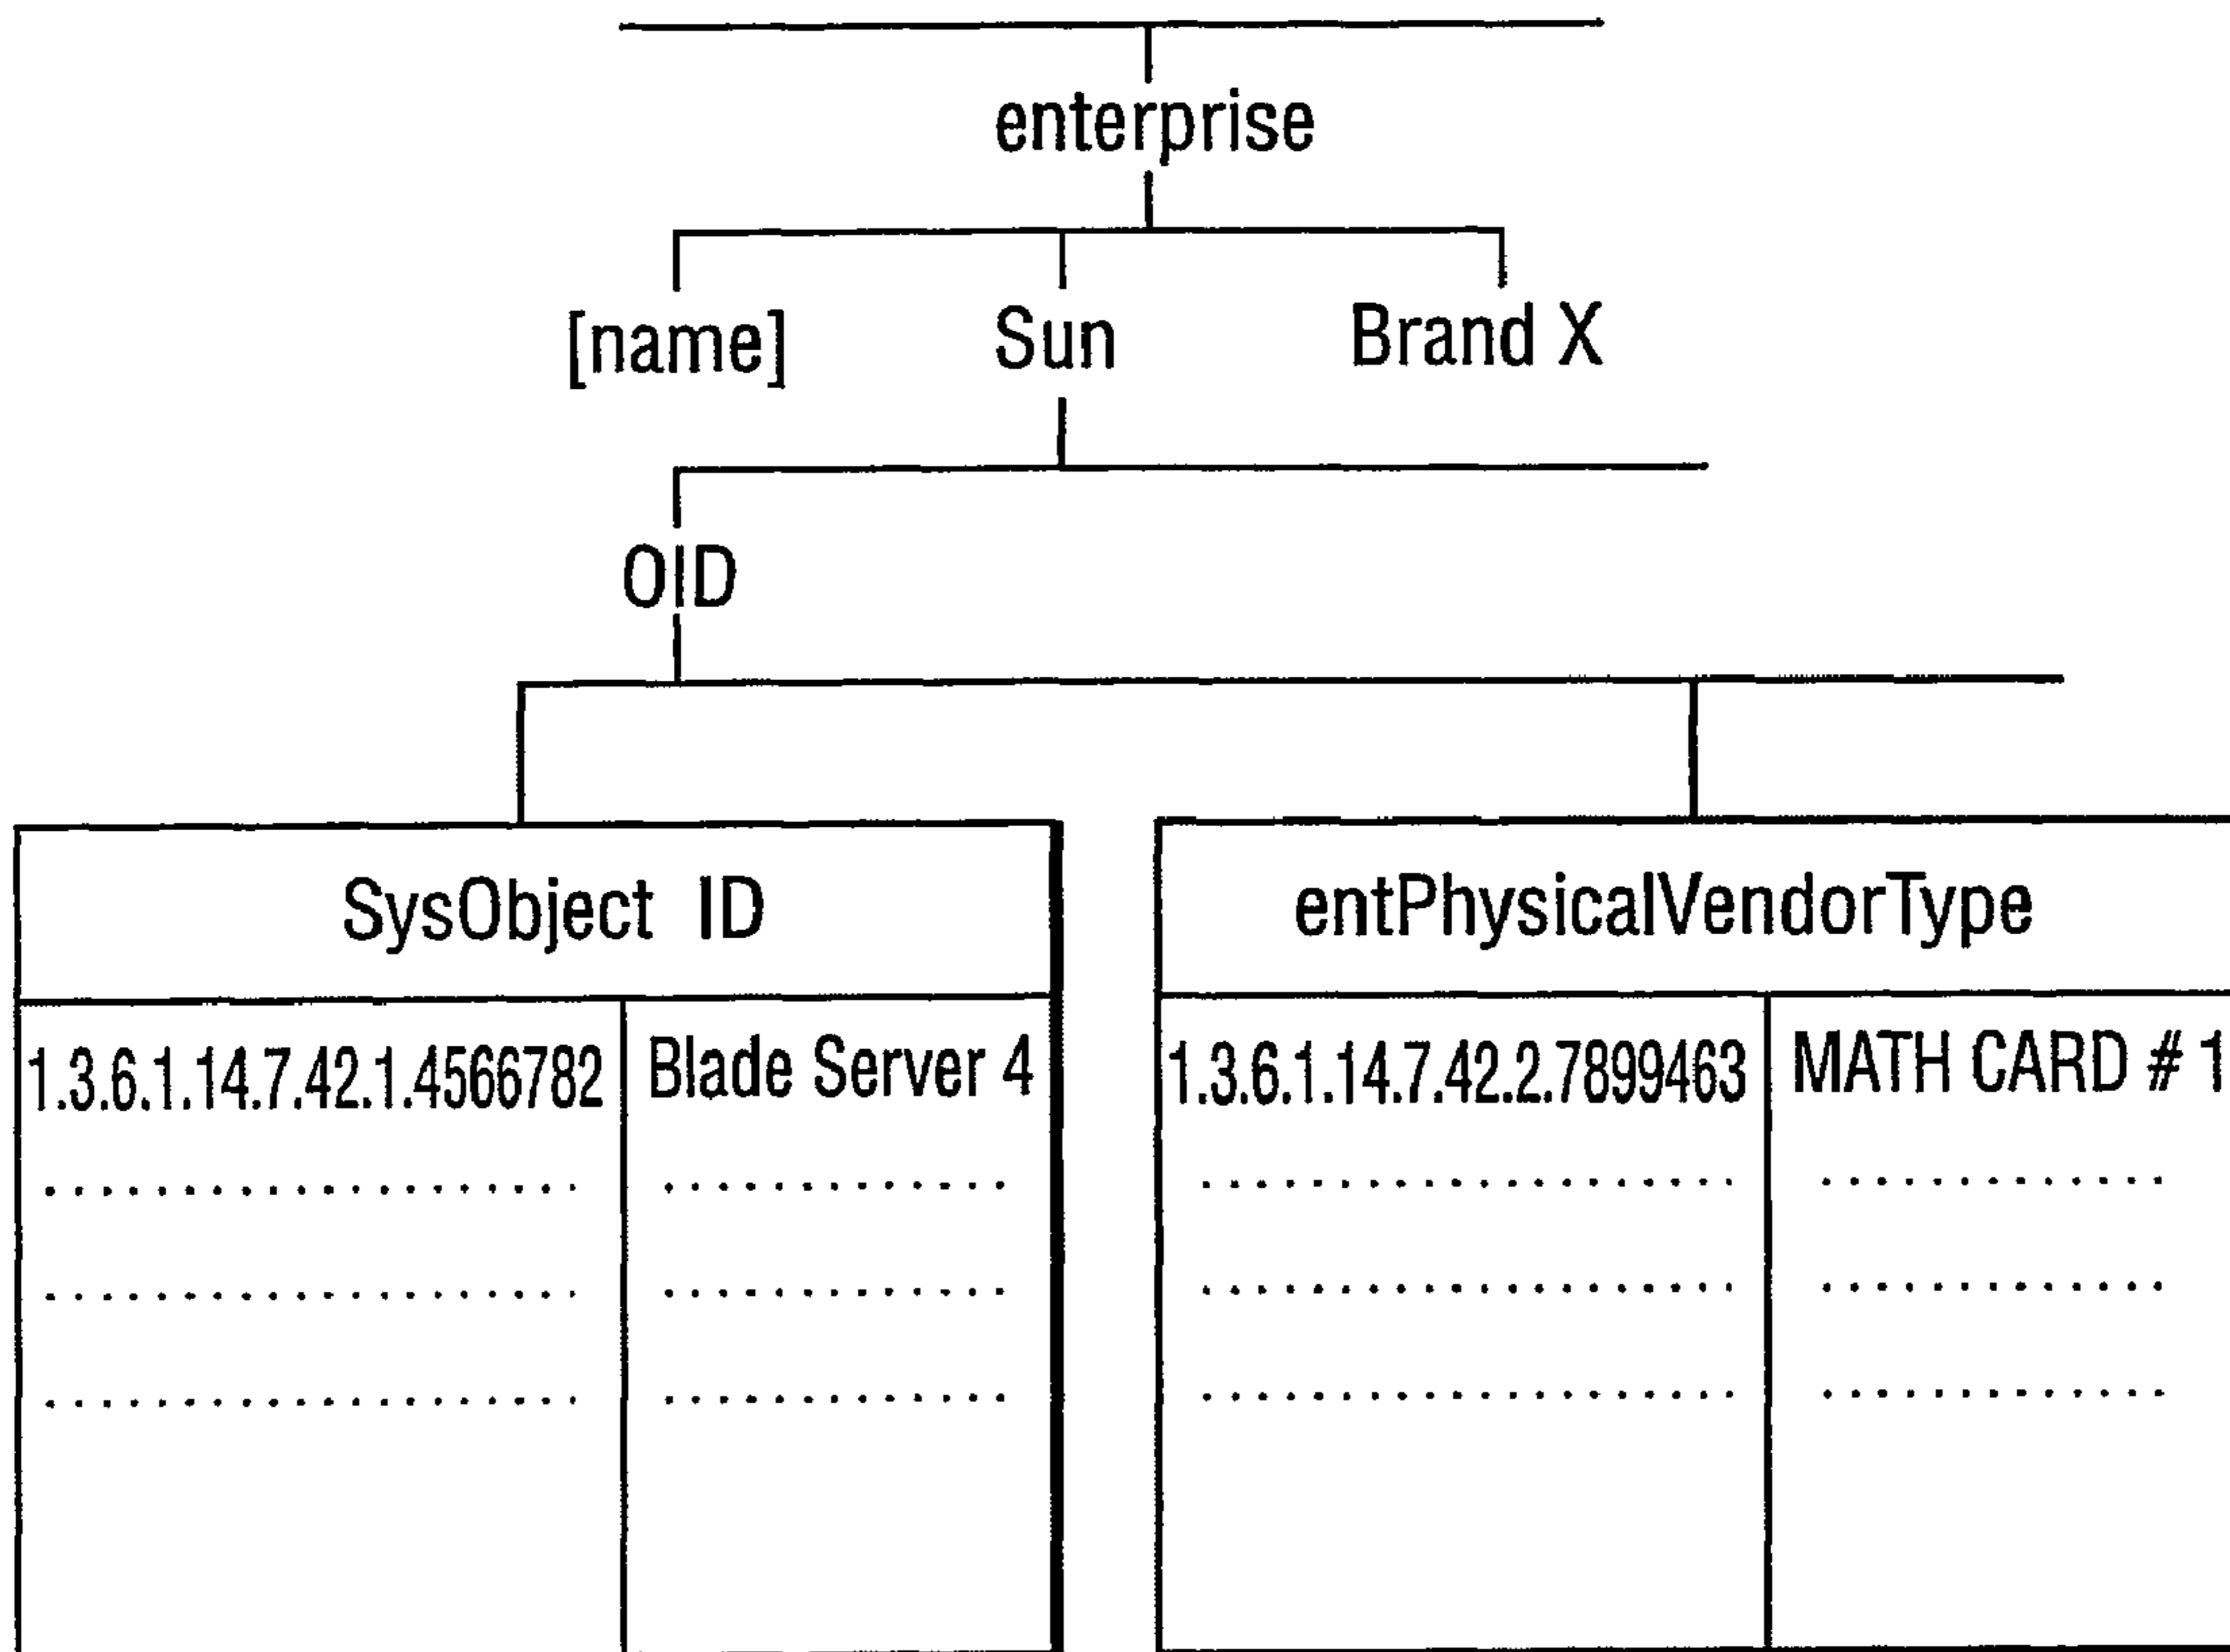 enterprise
[name] Sun Brand X
OID
SysObject ID
1.3.6.1.14.7.42.1.4566782 Blade Server 4
entPhysicalVendorType
1.3.6.1.14.7.42.2.7899463 MATH CARD # 1